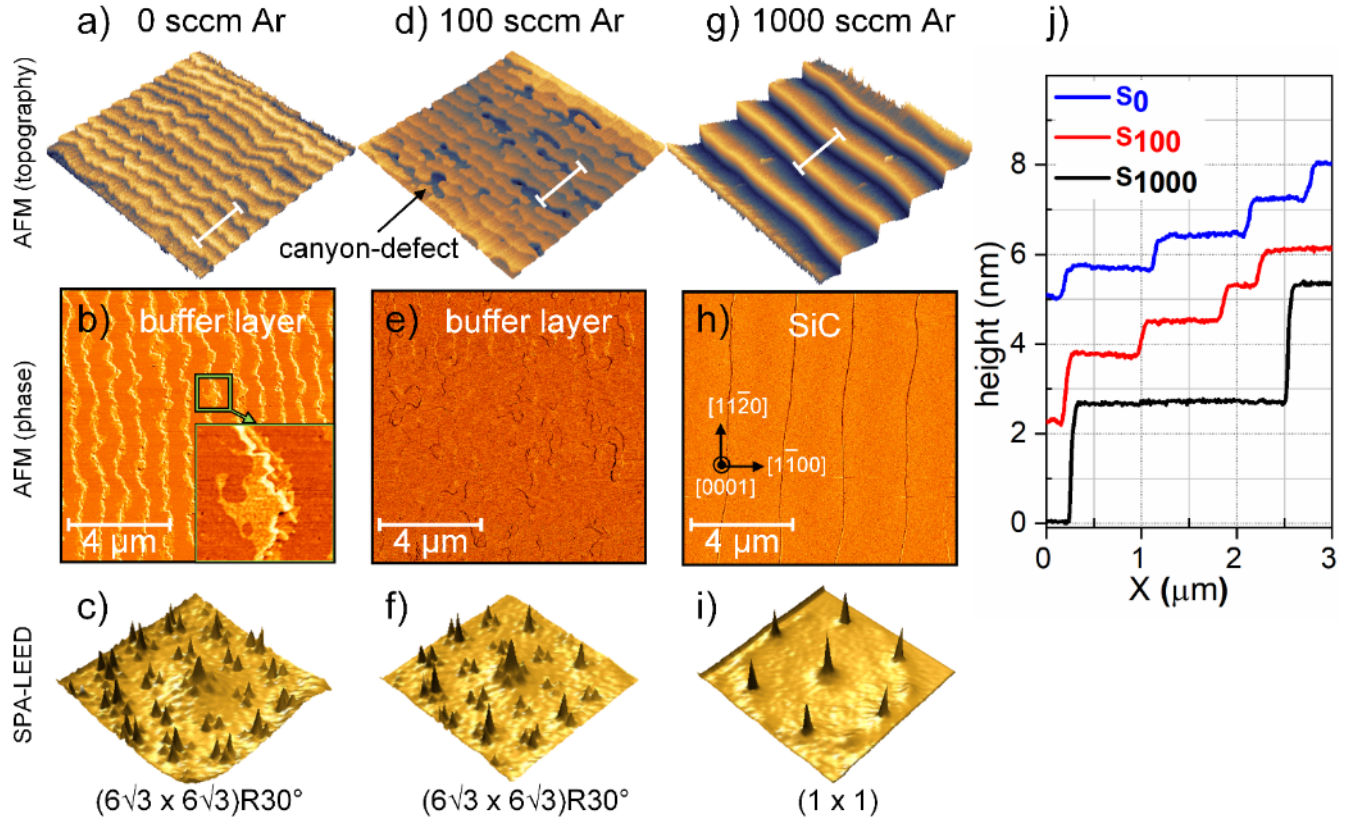 a) 0 sccm Ar
d) 100 sccm Ar
g) 1000 sccm Ar
j)
AFM (topography)
canyon-defect
AFM (phase)
b) buffer layer
4 µm
e) buffer layer
4 µm
h) SiC
[112̅0]
[11̅00]
[0001]
4 µm
S0
S100
S1000
height (nm)
8
6
4
2
0
0 1 2 3
X (µm)
SPA-LEED
c)
f)
i)
(6√3 x 6√3)R30°
(6√3 x 6√3)R30°
(1 x 1)